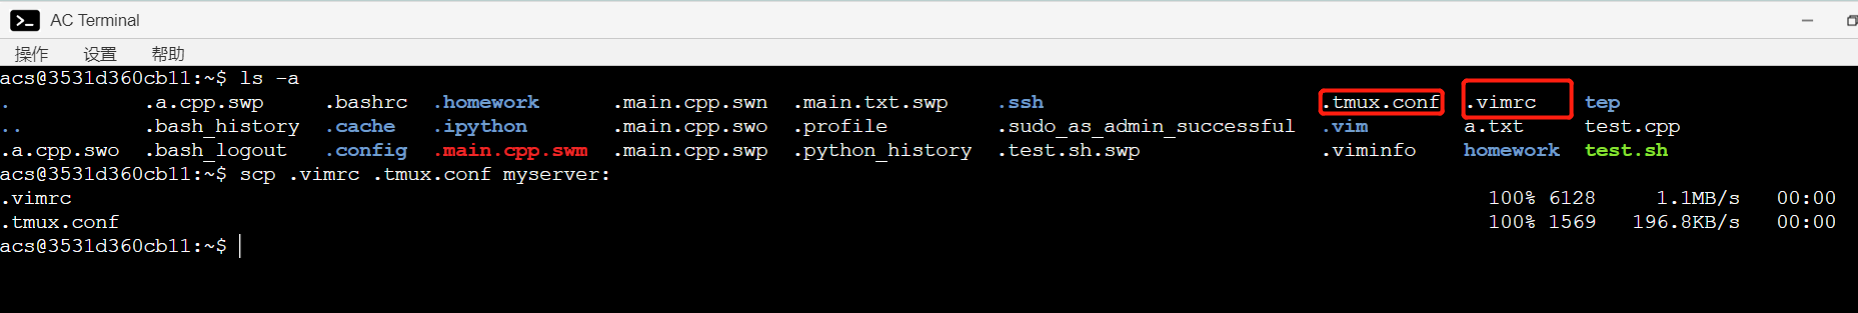 AC Terminal
操作 设置 帮助
acs@3531d360cb11:~$ ls -a
. .a.cpp.swp .bashrc .homework .main.cpp.swn .main.txt.swp .ssh .tmux.conf .vimrc tep
.. .bash_history .cache .ipython .main.cpp.swo .profile .sudo_as_admin_successful .vim a.txt test.cpp
.a.cpp.swo .bash_logout .config .main.cpp.swm .main.cpp.swp .python_history .test.sh.swp .viminfo homework test.sh
acs@3531d360cb11:~$ scp .vimrc .tmux.conf myserver:
.vimrc 100% 6128 1.1MB/s 00:00
.tmux.conf 100% 1569 196.8KB/s 00:00
acs@3531d360cb11:~$